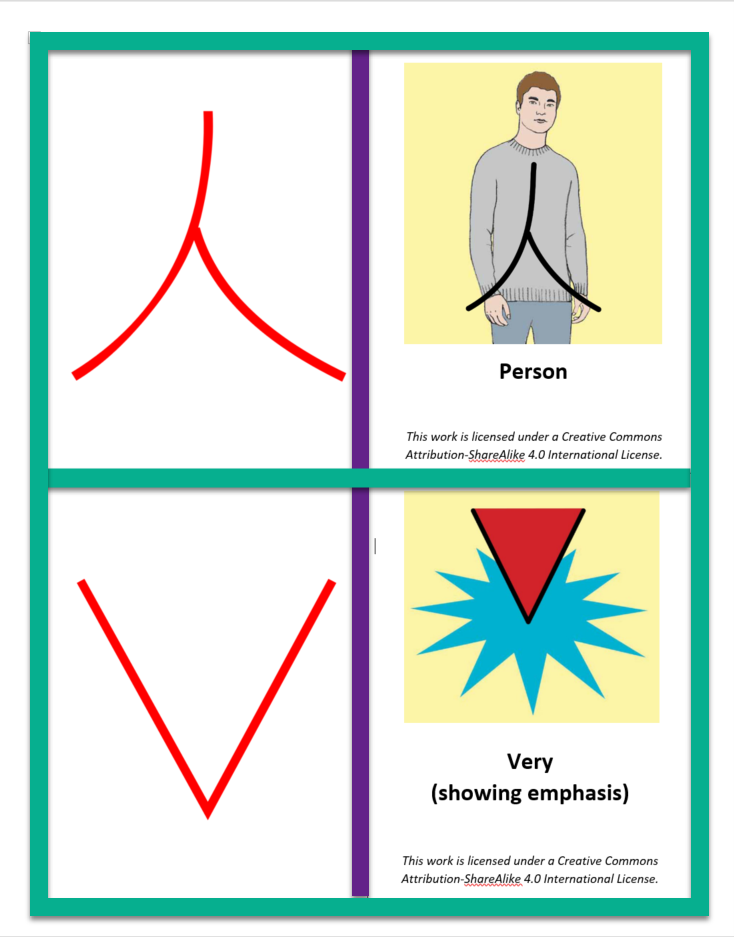 Person
This work is licensed under a Creative Commons
Attribution-ShareAlike 4.0 International License.
Very
(showing emphasis)
This work is licensed under a Creative Commons
Attribution-ShareAlike 4.0 International License.